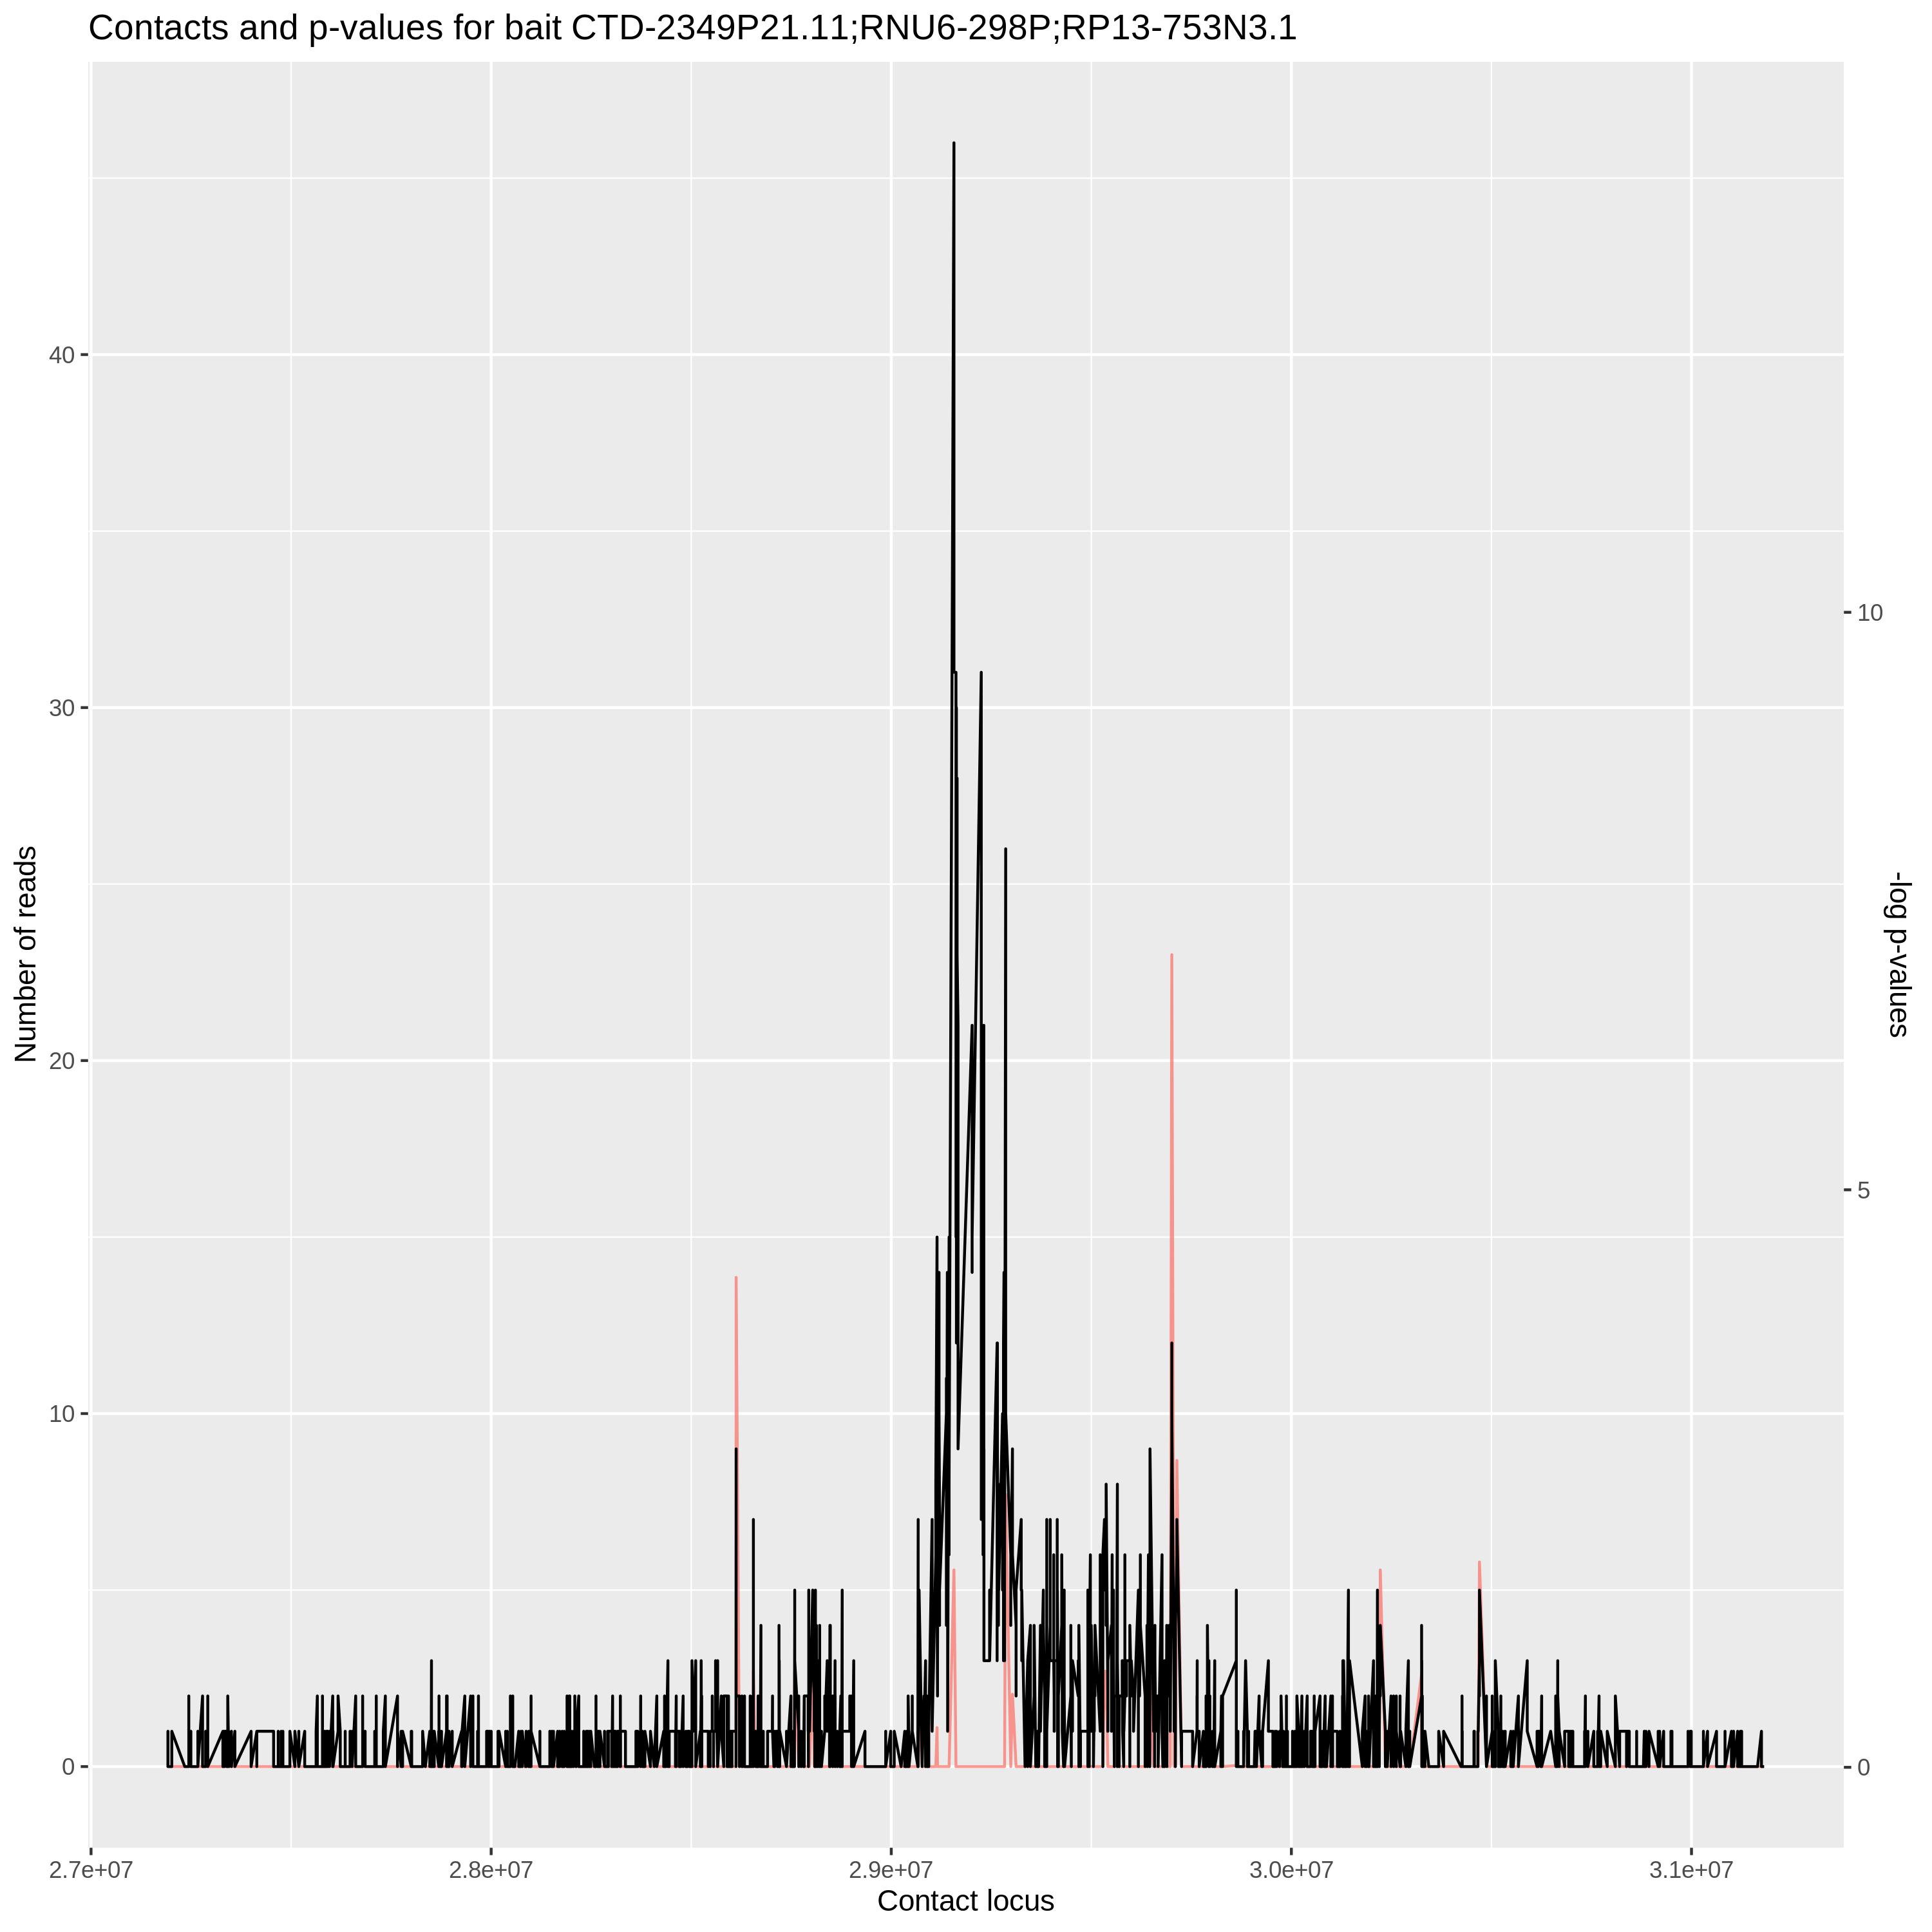 Contacts and p-values for bait CTD-2349P21.11;RNU6-298P;RP13-753N3.1
Number of reads
40
30
20
10
0
10
5
0
-log p-values
2.7e+07 2.8e+07 2.9e+07 3.0e+07 3.1e+07
Contact locus